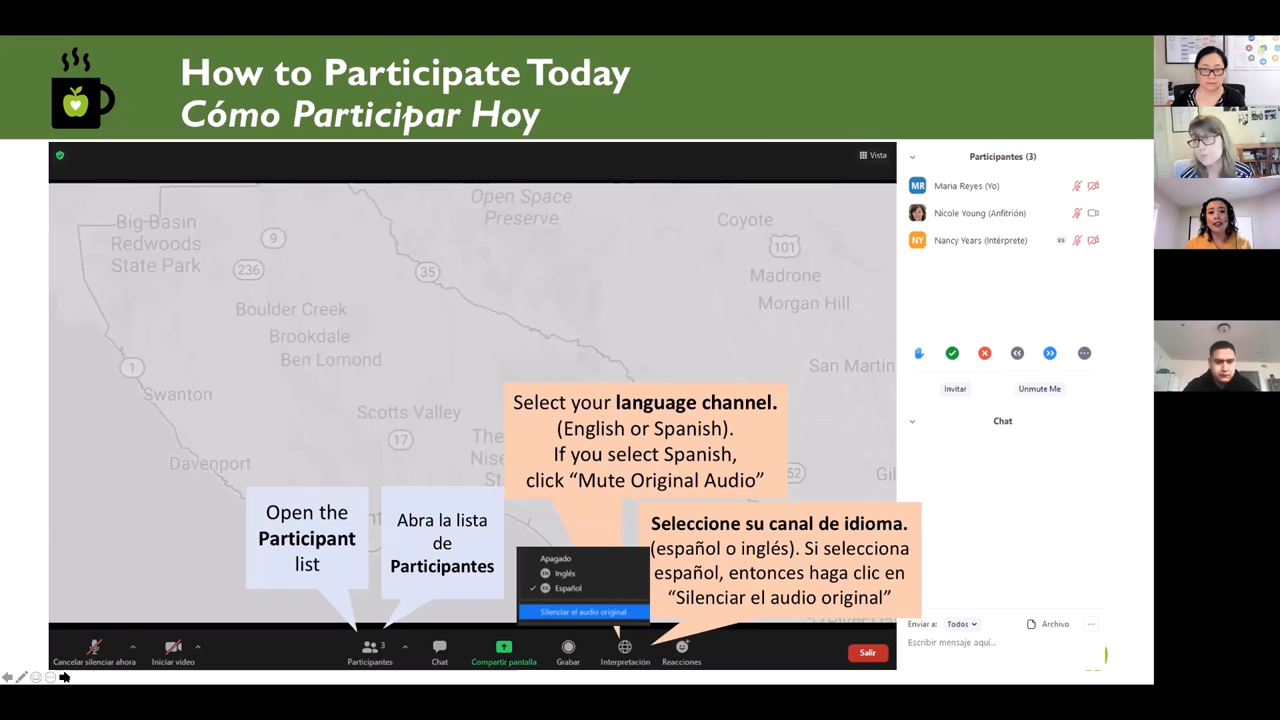 How to Participate Today
Cómo Participar Hoy
Vista
Open Space
Preserve
Big Basin
Redwoods
State Park
9
236
35
Coyote
101
Madrone
Morgan Hill
Boulder Creek
Brookdale
Ben Lomond
1
Swanton
San Martin
Scotts Valley
17
The
Nise
52
Gil
Davenport
Select your language channel.
(English or Spanish).
If you select Spanish,
click “Mute Original Audio”
Open the
Participant
list
Abra la lista
de
Participantes
Seleccione su canal de idioma.
(español o inglés). Si selecciona
español, entonces haga clic en
“Silenciar el audio original”
Apagado
Inglés
Español
Silenciar el audio original
Cancelar silenciar ahora
Iniciar video
3
Participantes
Chat
Compartir pantalla
Grabar
Interpretación
Reacciones
Salir
Participantes (3)
MR Maria Reyes (Yo)
Nicole Young (Anfitrión)
NY Nancy Years (Intérprete) ES
Invitar
Unmute Me
Chat
Enviar a: Todos
Archivo
Escribir mensaje aquí...